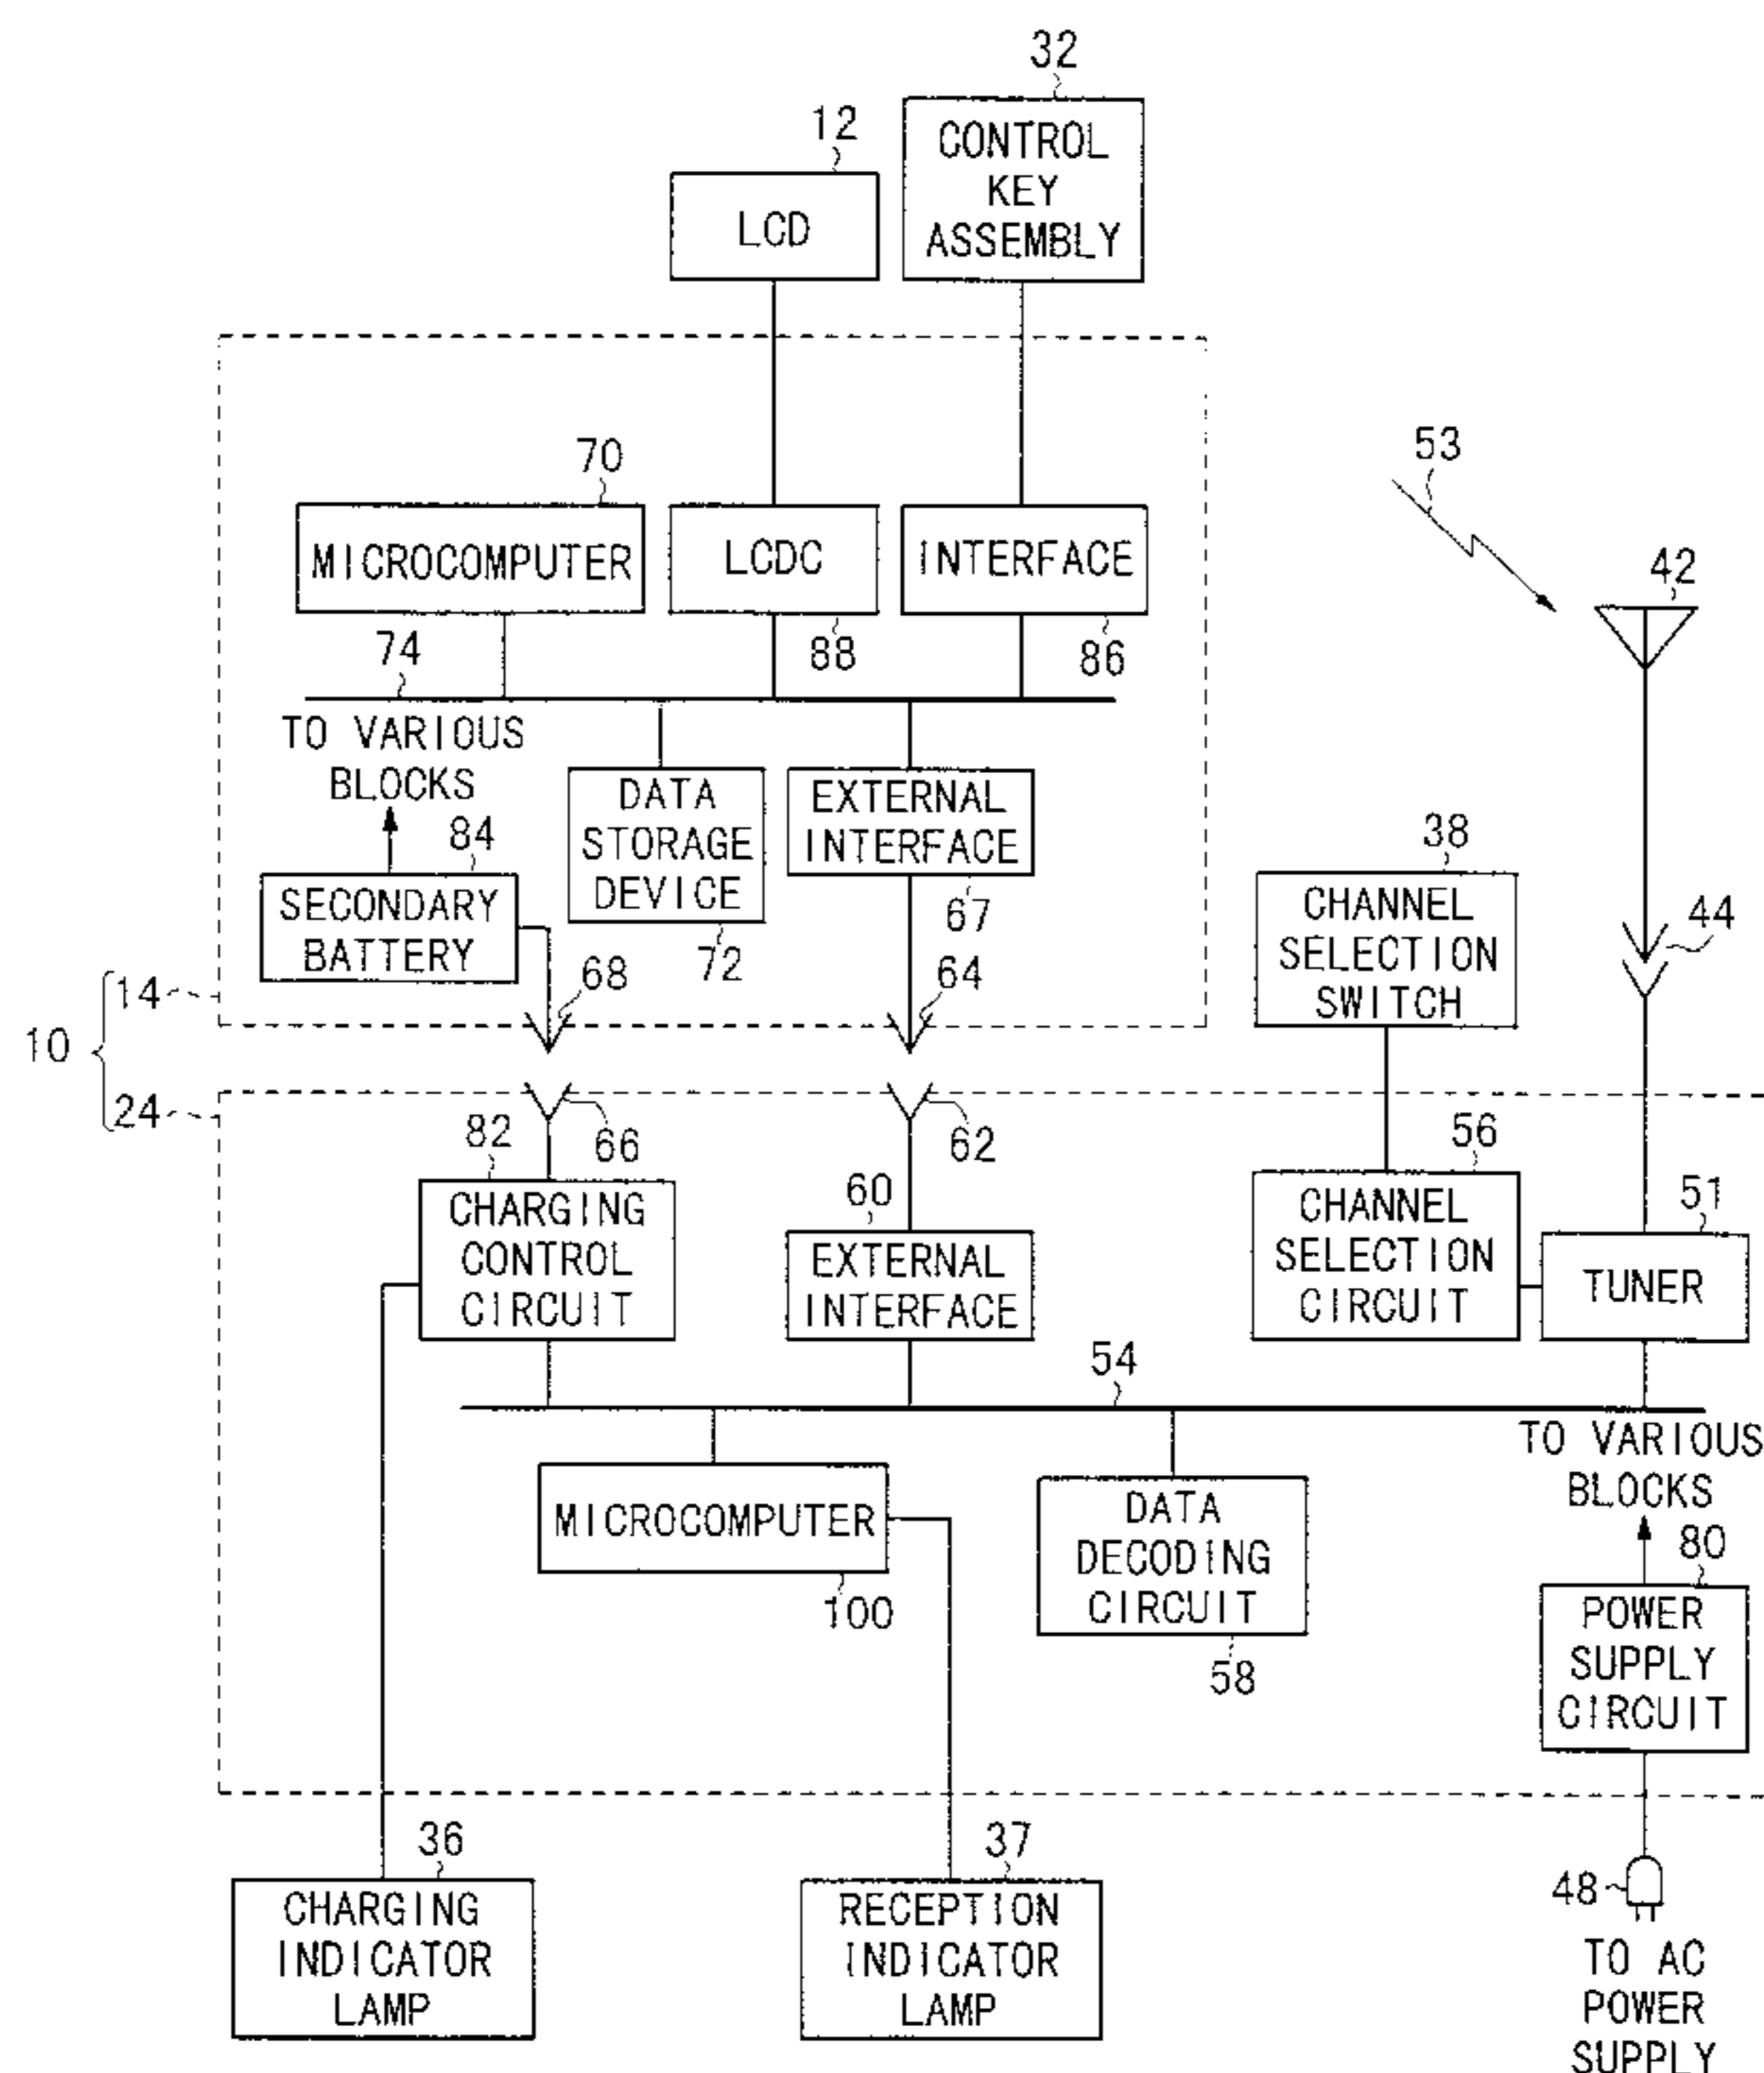 32
12
CONTROL
KEY
ASSEMBLY
LCD
53
70
42
MICROCOMPUTER
LCDC
INTERFACE
74
88
86
TO VARIOUS
BLOCKS
84
DATA
STORAGE
DEVICE
EXTERNAL
INTERFACE
38
SECONDARY
BATTERY
72
67
CHANNEL
SELECTION
SWITCH
44
14
68
64
10
24
82
66
62
56
60
51
CHARGING
CONTROL
CIRCUIT
EXTERNAL
INTERFACE
CHANNEL
SELECTION
CIRCUIT
TUNER
54
TO VARIOUS
BLOCKS
MICROCOMPUTER
DATA
DECODING
CIRCUIT
80
100
58
POWER
SUPPLY
CIRCUIT
36
37
48
CHARGING
INDICATOR
LAMP
RECEPTION
INDICATOR
LAMP
TO AC
POWER
SUPPLY